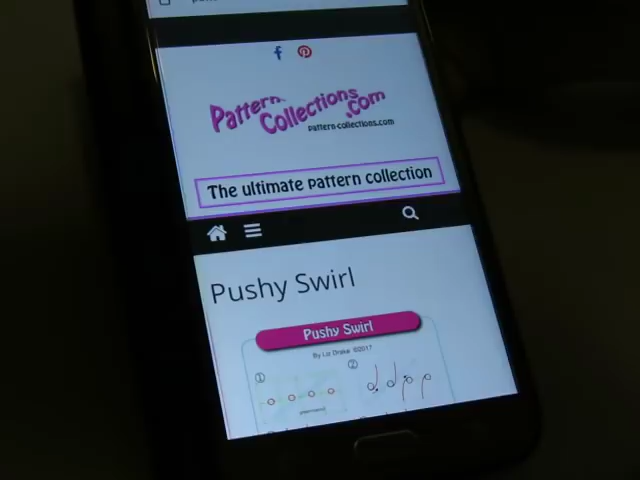 Pattern
Collections
.com
pattern-collections.com
The ultimate pattern collection
Pushy Swirl
Pushy Swirl
By Liz Drake ©2017
1
2